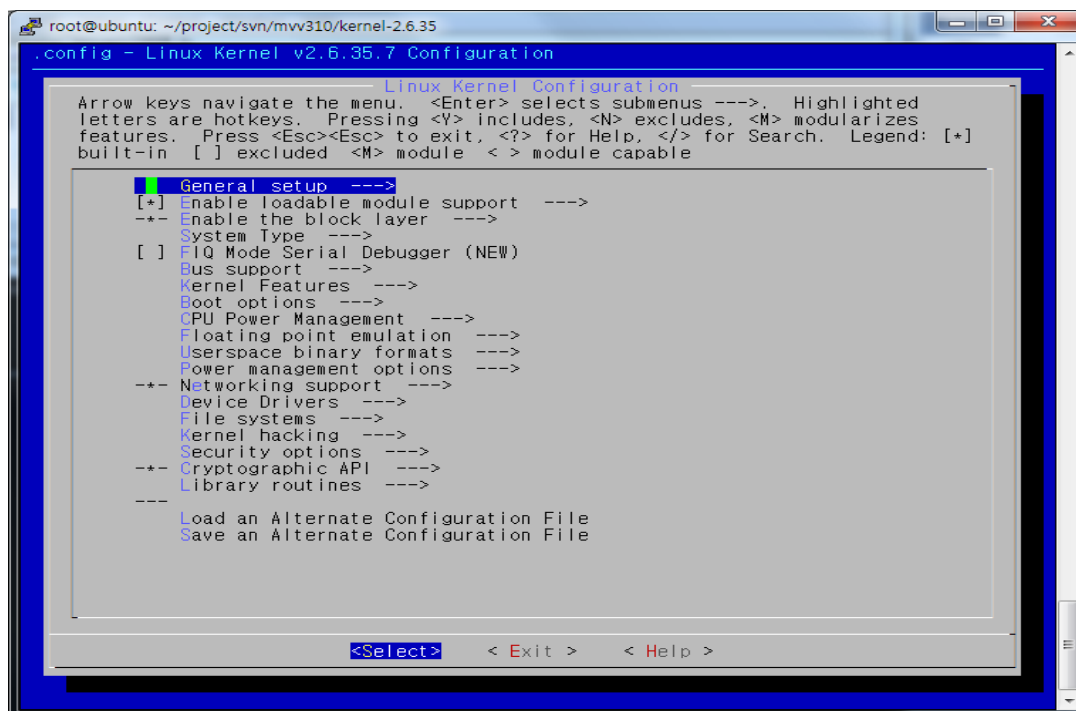 root@ubuntu: ~/project/svn/mvv310/kernel-2.6.35
.config - Linux Kernel v2.6.35.7 Configuration
Linux Kernel Configuration
Arrow keys navigate the menu.  <Enter> selects submenus --->.  Highlighted
letters are hotkeys.  Pressing <Y> includes, <N> excludes, <M> modularizes
features.  Press <Esc><Esc> to exit, <?> for Help, </> for Search.  Legend: [*]
built-in  [ ] excluded  <M> module  < > module capable
General setup  --->
[*] Enable loadable module support  --->
-*- Enable the block layer  --->
System Type  --->
[ ] FIQ Mode Serial Debugger (NEW)
Bus support  --->
Kernel Features  --->
Boot options  --->
CPU Power Management  --->
Floating point emulation  --->
Userspace binary formats  --->
Power management options  --->
-*- Networking support  --->
Device Drivers  --->
File systems  --->
Kernel hacking  --->
Security options  --->
-*- Cryptographic API  --->
Library routines  --->
---
Load an Alternate Configuration File
Save an Alternate Configuration File
<Select>    < Exit >    < Help >